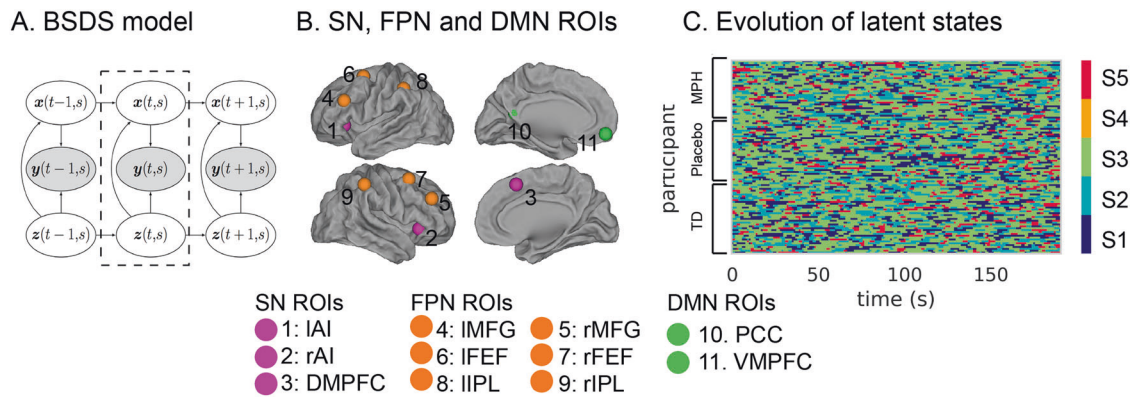 A. BSDS model
x(t−1,s)
x(t,s)
x(t+1,s)
y(t−1,s)
y(t,s)
y(t+1,s)
z(t−1,s)
z(t,s)
z(t+1,s)
B. SN, FPN and DMN ROIs
6
8
4
1
10
11
7
9
5
2
3
SN ROIs
1: lAI
2: rAI
3: DMPFC
FPN ROIs
4: lMFG
5: rMFG
6: lFEF
7: rFEF
8: lIPL
9: rIPL
DMN ROIs
10. PCC
11. VMPFC
C. Evolution of latent states
participant
MPH
Placebo
TD
0 50 100 150
time (s)
S5
S4
S3
S2
S1